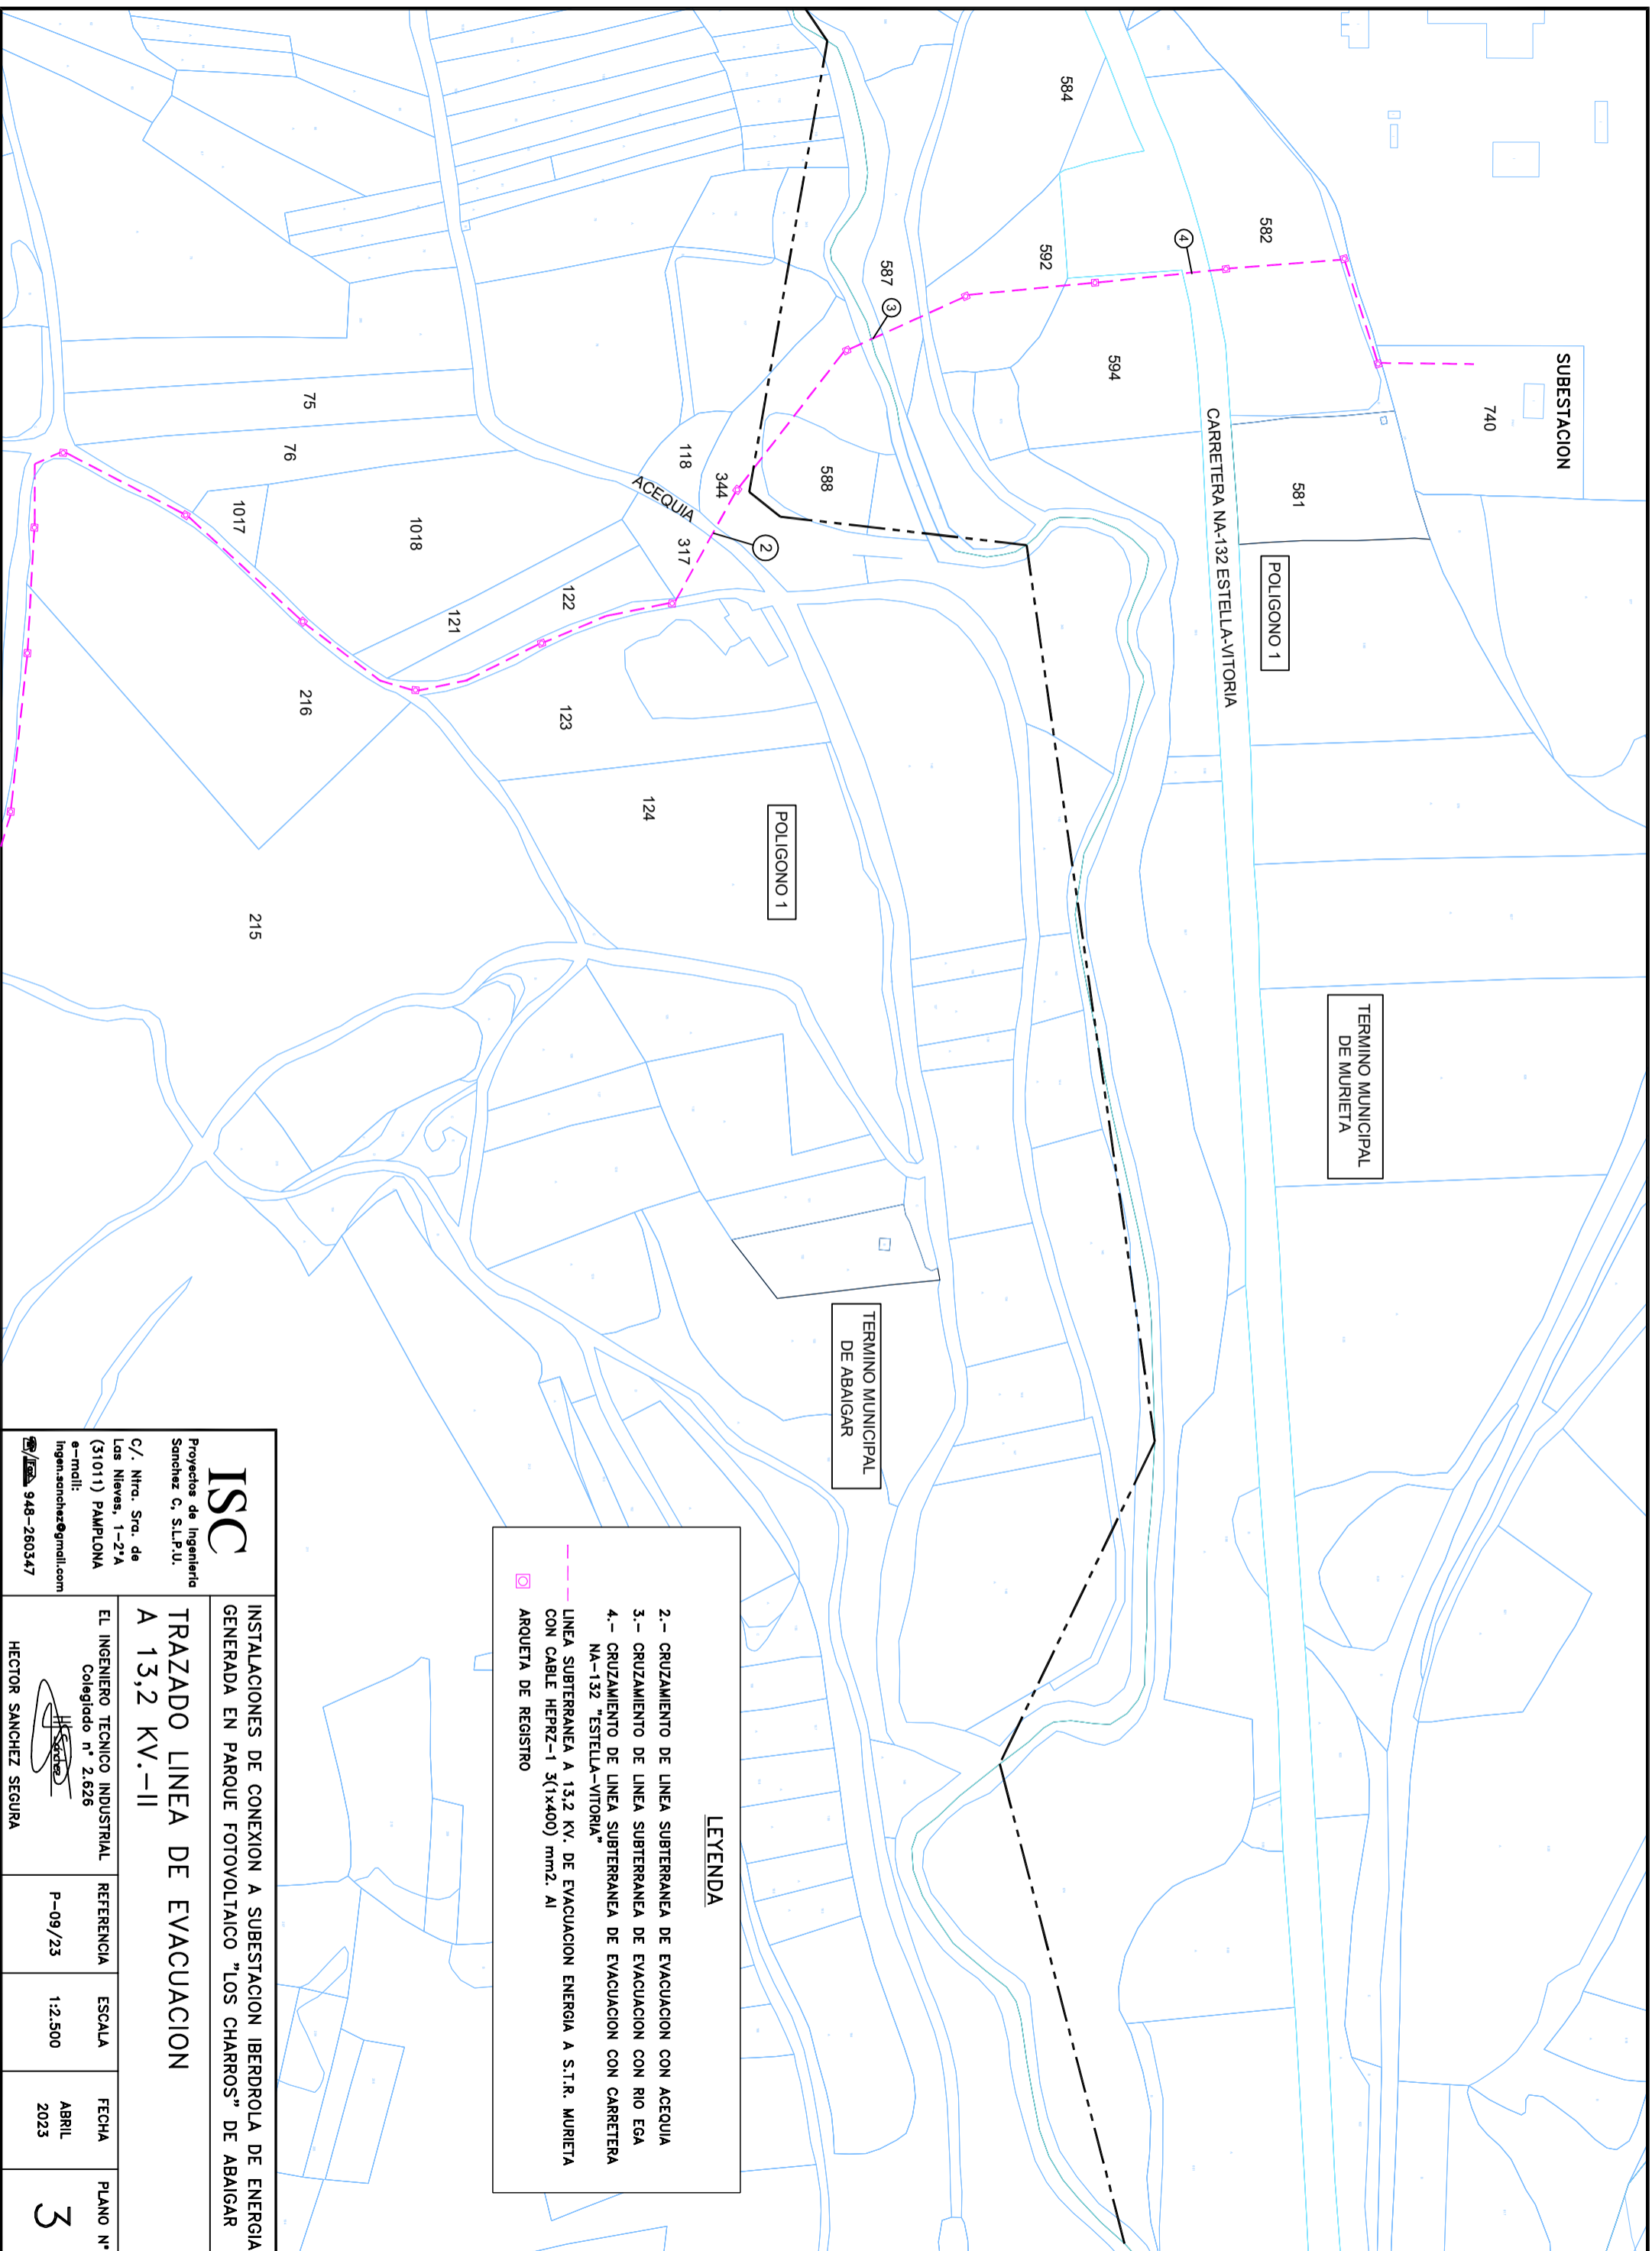 SUBESTACION
740
582
581
584
4
CARRETERA NA-132 ESTELLA-VITORIA
POLIGONO 1
592
594
TERMINO MUNICIPAL
DE MURIETA
587
3
588
118
344
ACEQUIA
2
317
75
76
1017
1018
122
121
123
124
216
215
POLIGONO 1
TERMINO MUNICIPAL
DE ABAIGAR
LEYENDA
2.- CRUZAMIENTO DE LINEA SUBTERRANEA DE EVACUACION CON ACEQUIA
3.- CRUZAMIENTO DE LINEA SUBTERRANEA DE EVACUACION CON RIO EGA
4.- CRUZAMIENTO DE LINEA SUBTERRANEA DE EVACUACION CON CARRETERA
NA-132 "ESTELLA-VITORIA"
LINEA SUBTERRANEA A 13,2 KV. DE EVACUACION ENERGIA A S.T.R. MURIETA
CON CABLE HEPRZ-1 3(1x400) mm2. Al
ARQUETA DE REGISTRO
ISC
Proyectos de Ingenieria
Sanchez C, S.L.P.U.
C/. Ntra. Sra. de
Las Nieves, 1-2ºA
(31011) PAMPLONA
e-mail:
ingen.sanchez@gmail.com
/Fax 948-260347
INSTALACIONES DE CONEXION A SUBESTACION IBERDROLA DE ENERGIA
GENERADA EN PARQUE FOTOVOLTAICO "LOS CHARROS" DE ABAIGAR
TRAZADO LINEA DE EVACUACION
A 13,2 KV.-II
EL INGENIERO TECNICO INDUSTRIAL
Colegiado nº 2.626
HECTOR SANCHEZ SEGURA
REFERENCIA
P-09/23
ESCALA
1:2.500
FECHA
ABRIL
2023
PLANO Nº
3